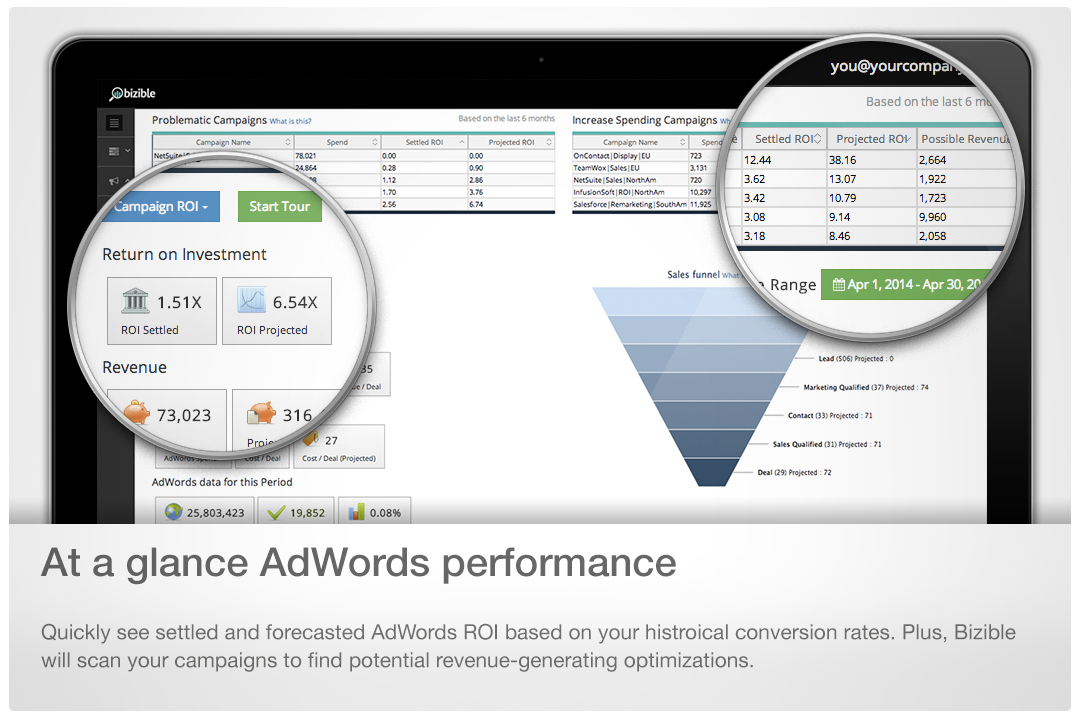 bizible
you@yourcompany
Problematic Campaigns What is this?
Based on the last 6 months
Campaign Name Spend Settled ROI Projected ROI
NetSuite 78,021 0.00 0.00
24,864 0.28 0.90
1.12 2.86
1.70 3.76
2.56 6.74
Increase Spending Campaigns
Campaign Name Spend
OnContact|Display|EU 723
TeamWox|Sales|EU 3,131
NetSuite|Sales|NorthAm 720
InfusionSoft|ROI|NorthAm 10,297
Salesforce|Remarketing|SouthAm 11,925
Based on the last 6 mo
Settled ROI Projected ROI Possible Revenue
12.44 38.16 2,664
3.62 13.07 1,922
3.42 10.79 1,723
3.08 9.14 9,960
3.18 8.46 2,058
Range Apr 1, 2014 - Apr 30, 20
Campaign ROI Start Tour
Return on Investment
1.51X 6.54X
ROI Settled ROI Projected
Revenue
73,023 316
35
/ Deal
27
AdWords Cost / Deal Cost / Deal (Projected)
AdWords data for this Period
25,803,423 19,852 0.08%
Sales funnel What
Lead (506) Projected : 0
Marketing Qualified (37) Projected : 74
Contact (33) Projected : 71
Sales Qualified (31) Projected : 71
Deal (29) Projected : 72
At a glance AdWords performance
Quickly see settled and forecasted AdWords ROI based on your histroical conversion rates. Plus, Bizible
will scan your campaigns to find potential revenue-generating optimizations.